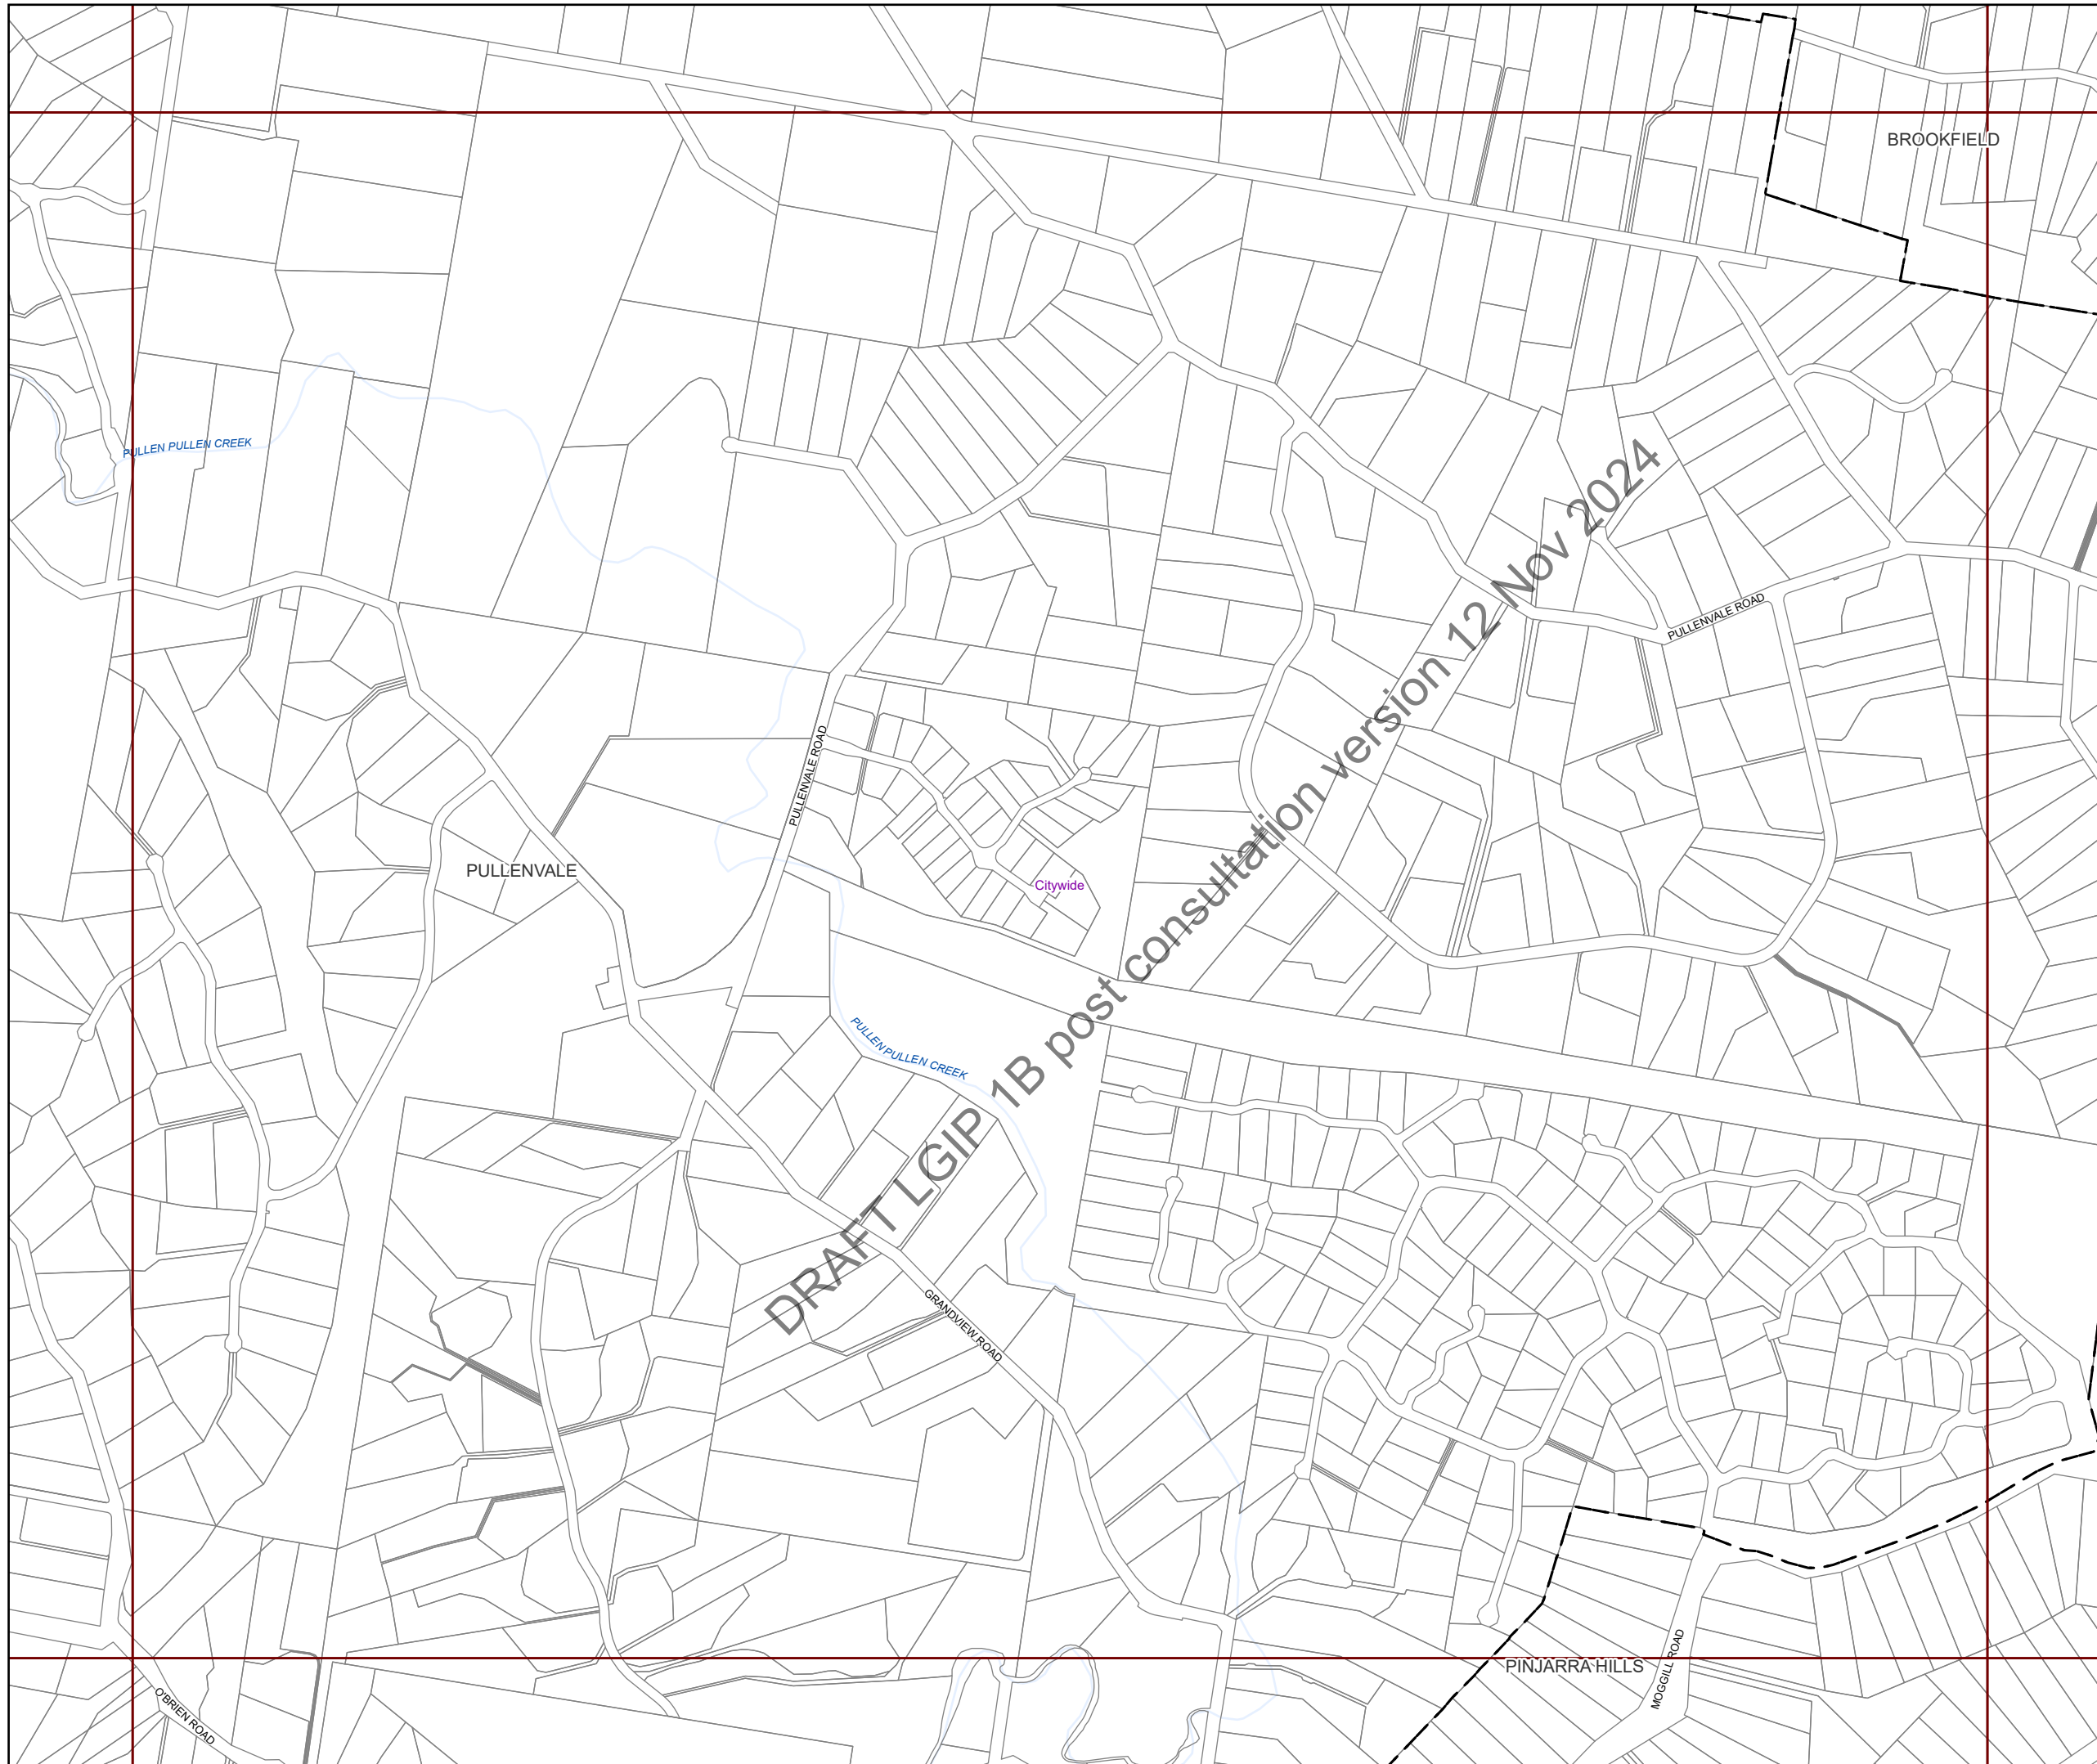 BROOKFIELD
PULLEN PULLEN CREEK
PULLENVALE ROAD
PULLENVALE ROAD
PULLENVALE
Citywide
PULLEN PULLEN CREEK
DRAFT LGIP 1B post consultation version 12 Nov 2024
GRANDVIEW ROAD
PINJARRA HILLS
MOGGILL ROAD
O'BRIEN ROAD